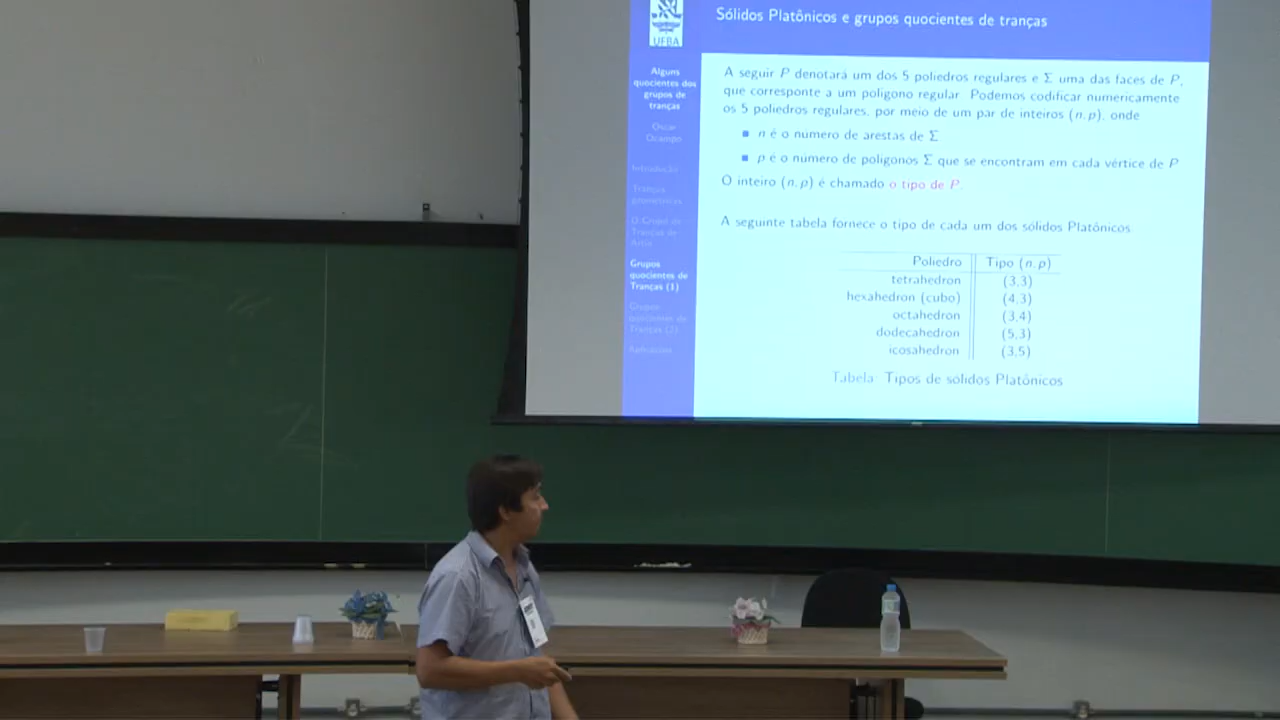 Sólidos Platônicos e grupos quocientes de tranças
UFBA
Alguns
quocientes dos
grupos de
tranças
Oscar
Ocampo
Introdução
Tranças
geométricas
O Grupo de
Tranças de
Artin
Grupos
quocientes de
Tranças (1)
Grupos
quocientes de
Tranças (2)
Aplicações
A seguir P denotará um dos 5 poliedros regulares e Σ uma das faces de P,
que corresponte a um polígono regular. Podemos codificar numericamente
os 5 poliedros regulares, por meio de um par de inteiros (n, p), onde
n é o número de arestas de Σ
p é o número de polígonos Σ que se encontram em cada vértice de P
O inteiro (n, p) é chamado o tipo de P.
A seguinte tabela fornece o tipo de cada um dos sólidos Platônicos.
Poliedro Tipo (n, p)
tetrahedron (3,3)
hexahedron (cubo) (4,3)
octahedron (3,4)
dodecahedron (5,3)
icosahedron (3,5)
Tabela: Tipos de sólidos Platônicos